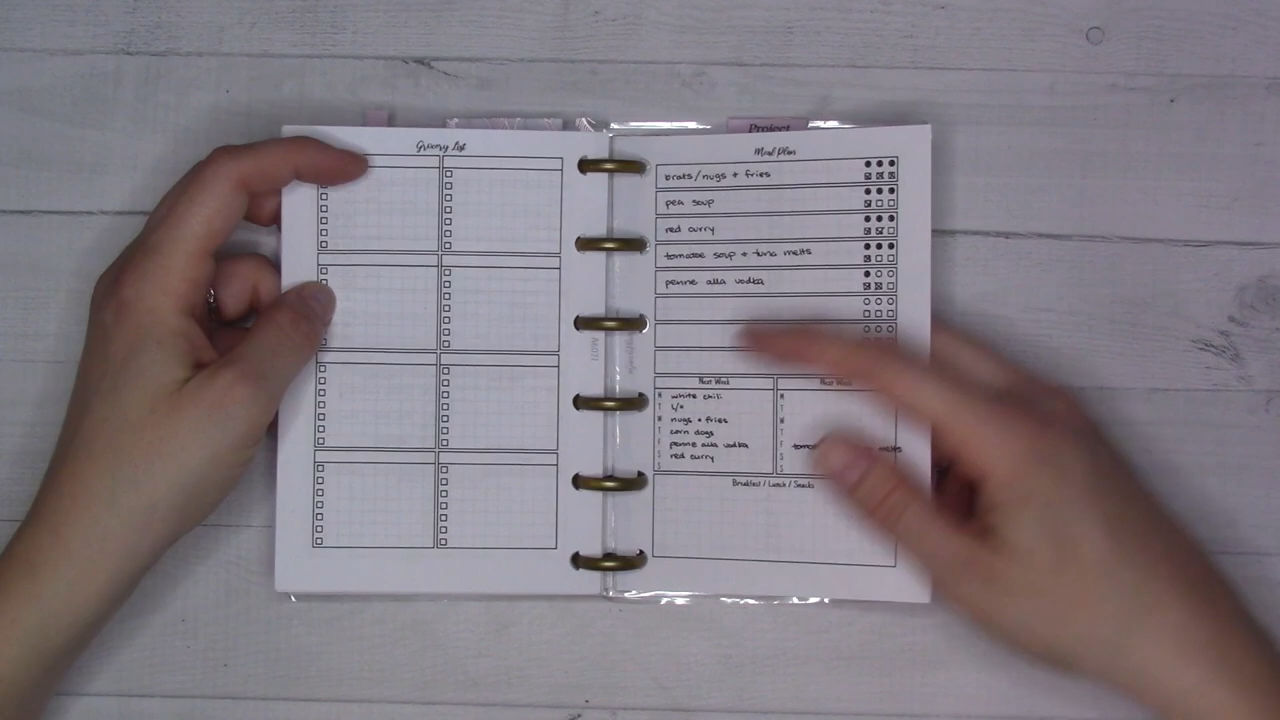 Project
Grocery List
Meal Plan
brats/nugs + fries
pea soup
red curry
tomatoe soup + tuna melts
penne alla vodka
Next Week
M white chili
T L/O
W nugs + fries
T corn dogs
F penne alla vodka
S red curry
S
Next Week
M
T
W
T
F
S
S
Breakfast / Lunch / Snacks